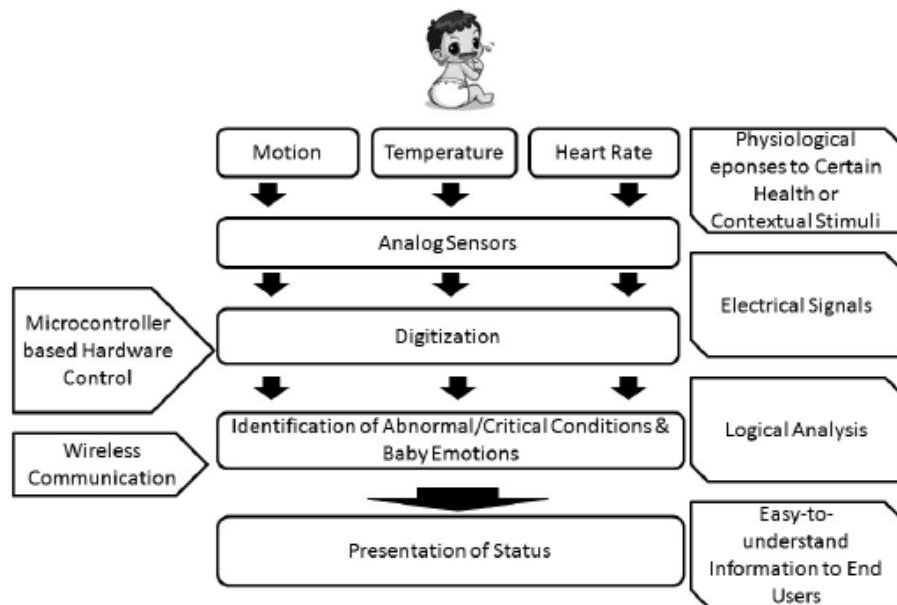 Motion
Temperature
Heart Rate
Physiological
eponses to Certain
Health or
Contextual Stimuli
Analog Sensors
Electrical Signals
Microcontroller
based Hardware
Control
Digitization
Identification of Abnormal/Critical Conditions &
Baby Emotions
Logical Analysis
Wireless
Communication
Presentation of Status
Easy-to-
understand
Information to End
Users